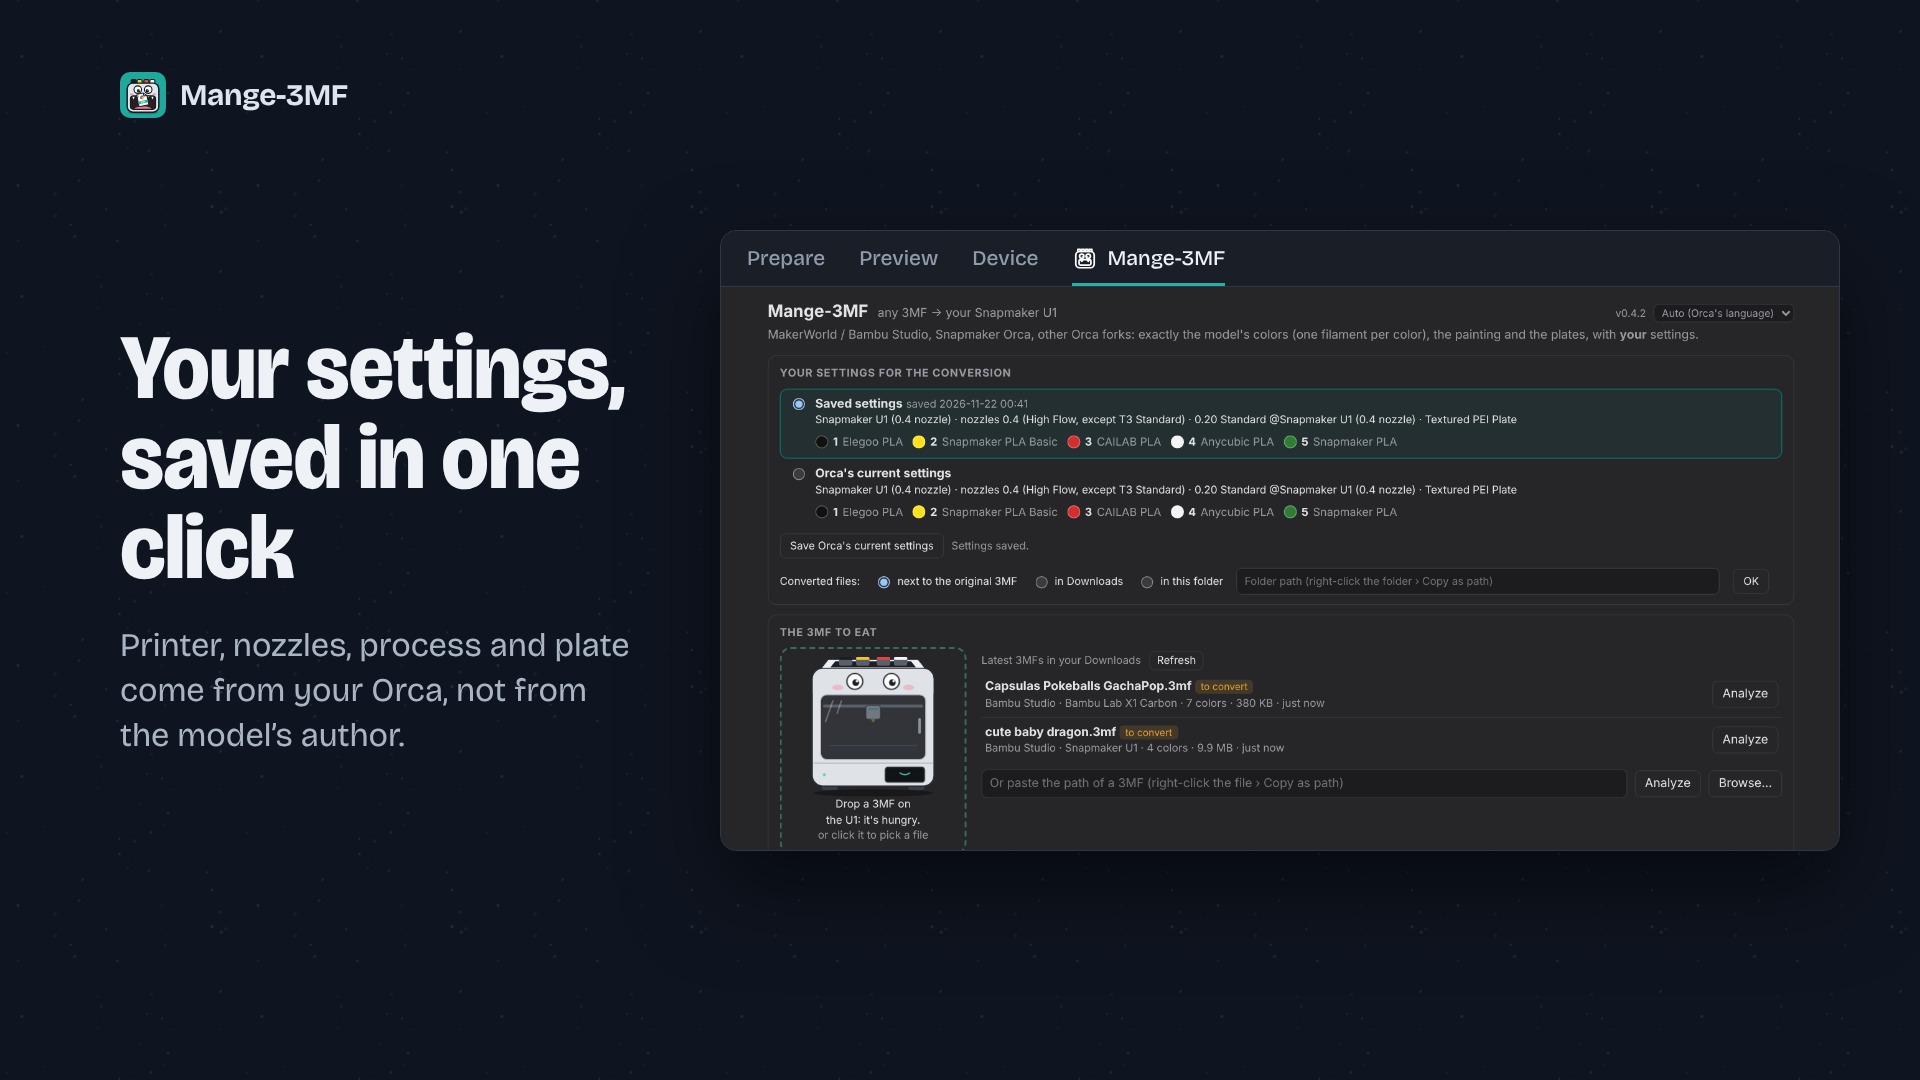 Mange-3MF
Your settings,
saved in one
click
Printer, nozzles, process and plate
come from your Orca, not from
the model’s author.
Prepare Preview Device Mange-3MF
Mange-3MF any 3MF → your Snapmaker U1 v0.4.2 Auto (Orca's language)
MakerWorld / Bambu Studio, Snapmaker Orca, other Orca forks: exactly the model's colors (one filament per color), the painting and the plates, with your settings.
YOUR SETTINGS FOR THE CONVERSION
Saved settings saved 2026-11-22 00:41
Snapmaker U1 (0.4 nozzle) · nozzles 0.4 (High Flow, except T3 Standard) · 0.20 Standard @Snapmaker U1 (0.4 nozzle) · Textured PEI Plate
1 Elegoo PLA 2 Snapmaker PLA Basic 3 CAILAB PLA 4 Anycubic PLA 5 Snapmaker PLA
Orca's current settings
Snapmaker U1 (0.4 nozzle) · nozzles 0.4 (High Flow, except T3 Standard) · 0.20 Standard @Snapmaker U1 (0.4 nozzle) · Textured PEI Plate
1 Elegoo PLA 2 Snapmaker PLA Basic 3 CAILAB PLA 4 Anycubic PLA 5 Snapmaker PLA
Save Orca's current settings Settings saved.
Converted files: next to the original 3MF in Downloads in this folder Folder path (right-click the folder › Copy as path) OK
THE 3MF TO EAT
Latest 3MFs in your Downloads Refresh
Capsulas Pokeballs GachaPop.3mf to convert Analyze
Bambu Studio · Bambu Lab X1 Carbon · 7 colors · 380 KB · just now
cute baby dragon.3mf to convert Analyze
Bambu Studio · Snapmaker U1 · 4 colors · 9.9 MB · just now
Or paste the path of a 3MF (right-click the file › Copy as path) Analyze Browse...
Drop a 3MF on
the U1: it's hungry.
or click it to pick a file